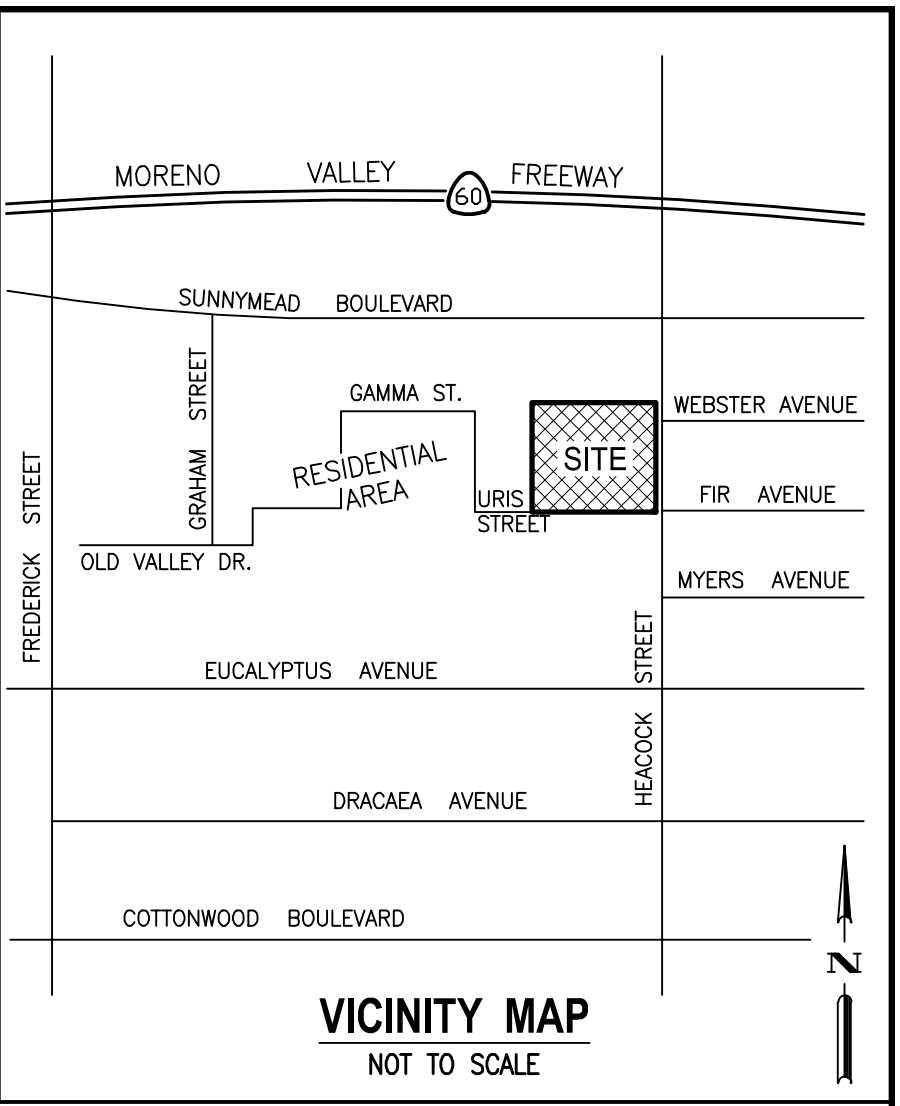 MORENO VALLEY FREEWAY
60
SUNNYMEAD BOULEVARD
GRAHAM STREET
GAMMA ST.
WEBSTER AVENUE
RESIDENTIAL
AREA
SITE
FREDERICK STREET
URIS
STREET
FIR AVENUE
OLD VALLEY DR.
MYERS AVENUE
HEACOCK STREET
EUCALYPTUS AVENUE
DRACAEA AVENUE
COTTONWOOD BOULEVARD
N
VICINITY MAP
NOT TO SCALE